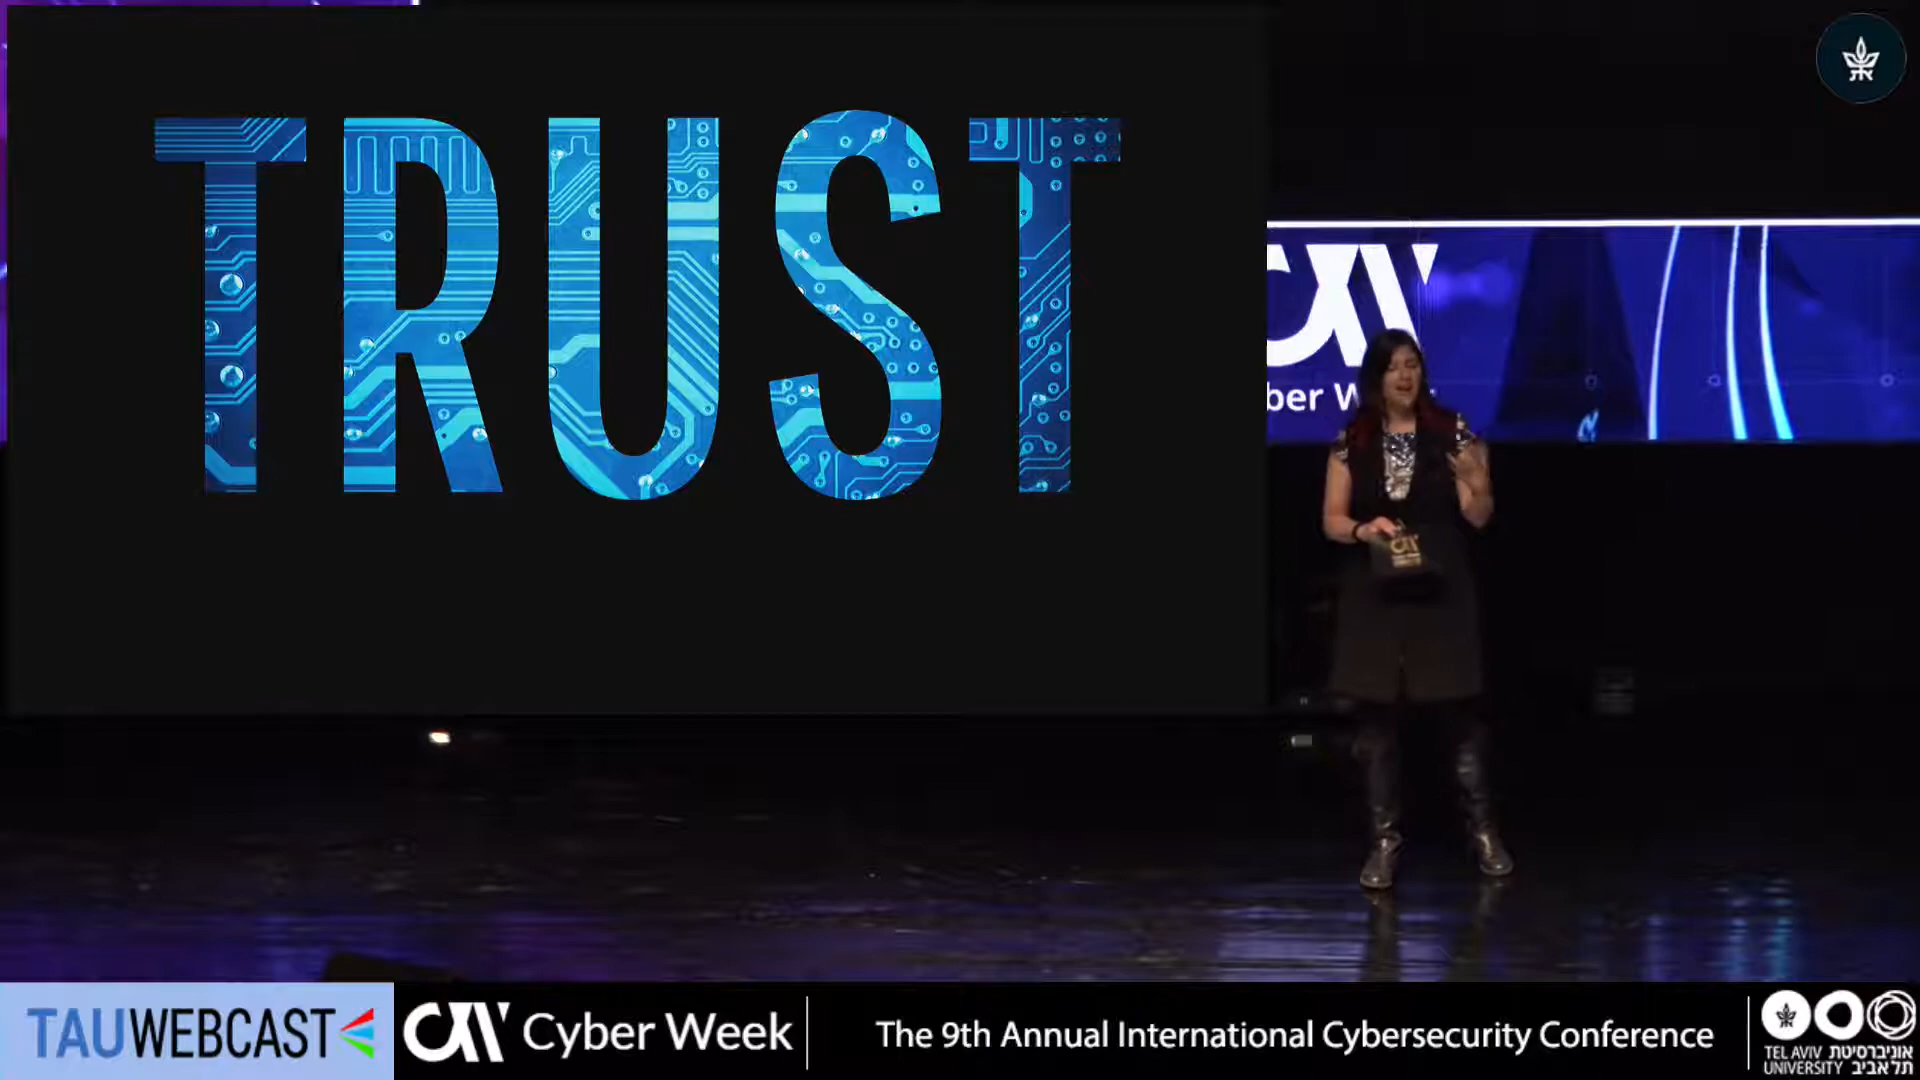 TRUST
ber W
TAUWEBCAST
Cyber Week
The 9th Annual International Cybersecurity Conference
TEL AVIV אוניברסיטת
UNIVERSITY תל אביב